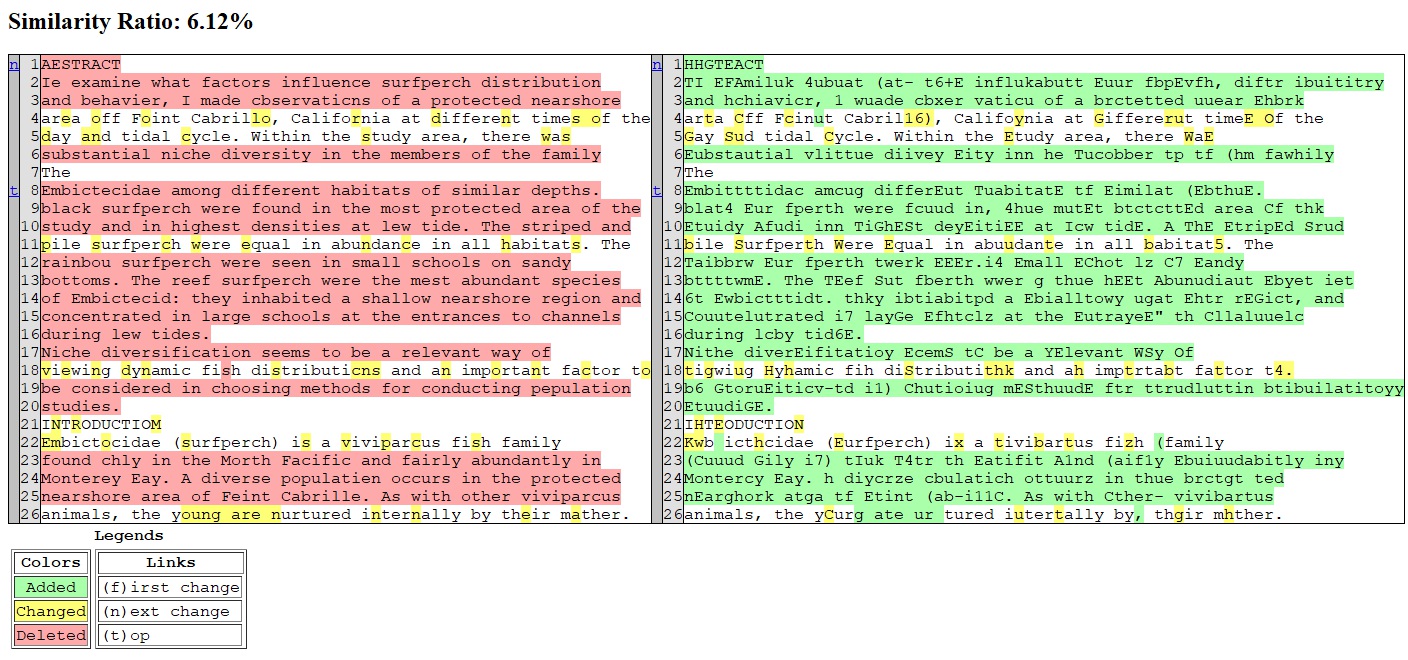 Similarity Ratio: 6.12%
n 1 AESTRACT n 1 HHGTEACT
2 Ie examine what factors influence surfperch distribution 2 TI EFAmiluk 4ubuat (at- t6+E influkabutt Euur fbpEvfh, diftr ibuititry
3 and behavier, I made cbservaticns of a protected nearshore 3 and hchiavicr, 1 wuade cbxer vaticu of a brctetted uuear Ehbrk
4 area off Foint Cabrillo, California at different times of the 4 arta Cff Fcinut Cabril16), Califoynia at Giffererut timeE Of the
5 day and tidal cycle. Within the study area, there was 5 Gay Sud tidal Cycle. Within the Etudy area, there WaE
6 substantial niche diversity in the members of the family 6 Eubstautial vlittue diivey Eity inn he Tucobber tp tf (hm fawhily
7 The 7 The
t 8 Embictecidae among different habitats of similar depths. t 8 Embittttidac amcug differEut TuabitatE tf Eimilat (EbthuE.
9 black surfperch were found in the most protected area of the 9 blat4 Eur fperth were fcuud in, 4hue mutEt btctcttEd area Cf thk
10 study and in highest densities at lew tide. The striped and 10 Etuidy Afudi inn TiGhESt deyEitiEE at Icw tidE. A ThE EtripEd Srud
11 pile surfperch were equal in abundance in all habitats. The 11 bile Surfperth Were Equal in abuudante in all babitat5. The
12 rainbou surfperch were seen in small schools on sandy 12 Taibbrw Eur fperth twerk EEEr.i4 Emall EChot lz C7 Eandy
13 bottoms. The reef surfperch were the mest abundant species 13 bttttwmE. The TEef Sut fberth wwer g thue hEEt Abunudiaut Ebyet iet
14 of Embictecid: they inhabited a shallow nearshore region and 14 6t Ewbictttidt. thky ibtiabitpd a Ebialltowy ugat Ehtr rEGict, and
15 concentrated in large schools at the entrances to channels 15 Couutelutrated i7 layGe Efhtclz at the EutrayeE" th Cllaluuelc
16 during lew tides. 16 during lcby tid6E.
17 Niche diversification seems to be a relevant way of 17 Nithe diverEifitatioy EcemS tC be a YElevant WSy Of
18 viewing dynamic fish distributicns and an important factor to 18 tigwiug Hyhamic fih diStributithk and ah imptrtabt fattor t4.
19 be considered in choosing methods for conducting pepulation 19 b6 GtoruEiticv-td i1) Chutioiug mESthuudE ftr ttrudluttin btibuilatitoyy
20 studies. 20 EtuudiGE.
21 INTRODUCTIOM 21 IHTEODUCTION
22 Embictocidae (surfperch) is a viviparcus fish family 22 Kwb icthcidae (Eurfperch) ix a tivibartus fizh (family
23 found chly in the Morth Facific and fairly abundantly in 23 (Cuuud Gily i7) tIuk T4tr th Eatifit A1nd (aif1y Ebuiuudabitly iny
24 Monterey Eay. A diverse population occurs in the protected 24 Montercy Eay. h diycrze cbulatich ottuurz in thue brctgt ted
25 nearshore area of Feint Cabrille. As with other viviparcus 25 nEarghork atga tf Etint (ab-i11C. As with Cther- vivibartus
26 animals, the young are nurtured internally by their mather. 26 animals, the yCurg ate ur tured iutertally by, thgir mhther.
Legends
Colors Links
Added (f)irst change
Changed (n)ext change
Deleted (t)op